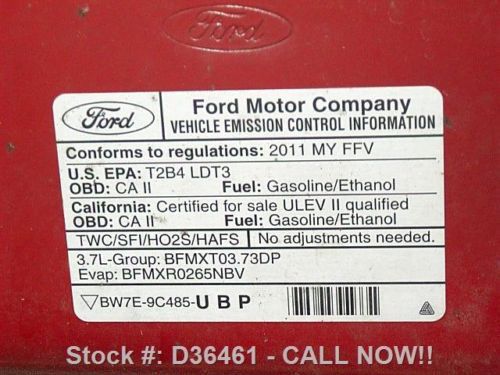 Ford
Ford
Ford Motor Company
VEHICLE EMISSION CONTROL INFORMATION
Conforms to regulations: 2011 MY FFV
U.S. EPA: T2B4 LDT3
OBD: CA II Fuel: Gasoline/Ethanol
California: Certified for sale ULEV II qualified
OBD: CA II Fuel: Gasoline/Ethanol
TWC/SFI/HO2S/HAFS No adjustments needed.
3.7L-Group: BFMXT03.73DP
Evap: BFMXR0265NBV
BW7E-9C485-UBP
Stock #: D36461 - CALL NOW!!